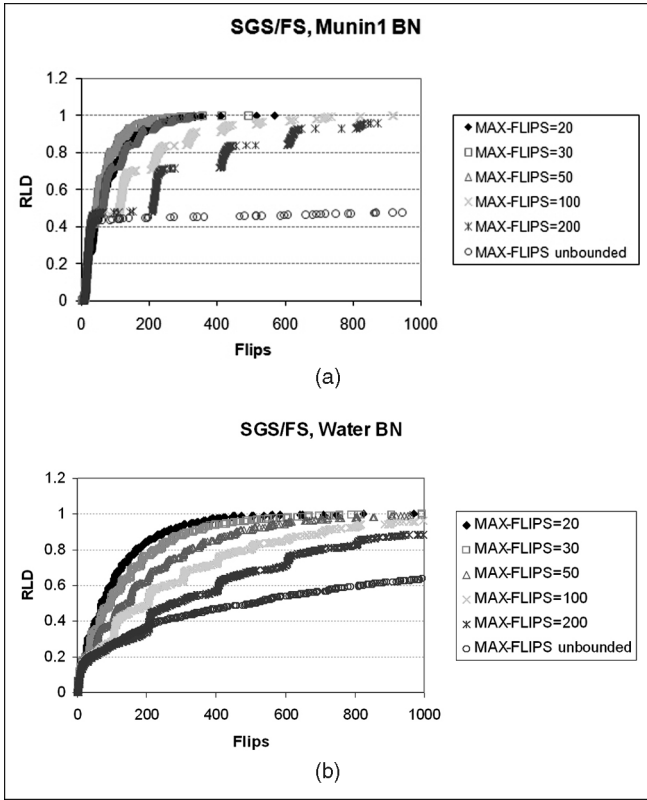 SGS/FS, Munin1 BN
1.2
1
0.8
0.6
0.4
0.2
0
RLD
0 200 400 600 800 1000
Flips
MAX-FLIPS=20
MAX-FLIPS=30
MAX-FLIPS=50
MAX-FLIPS=100
MAX-FLIPS=200
MAX-FLIPS unbounded
(a)
SGS/FS, Water BN
1.2
1
0.8
0.6
0.4
0.2
0
RLD
0 200 400 600 800 1000
Flips
MAX-FLIPS=20
MAX-FLIPS=30
MAX-FLIPS=50
MAX-FLIPS=100
MAX-FLIPS=200
MAX-FLIPS unbounded
(b)